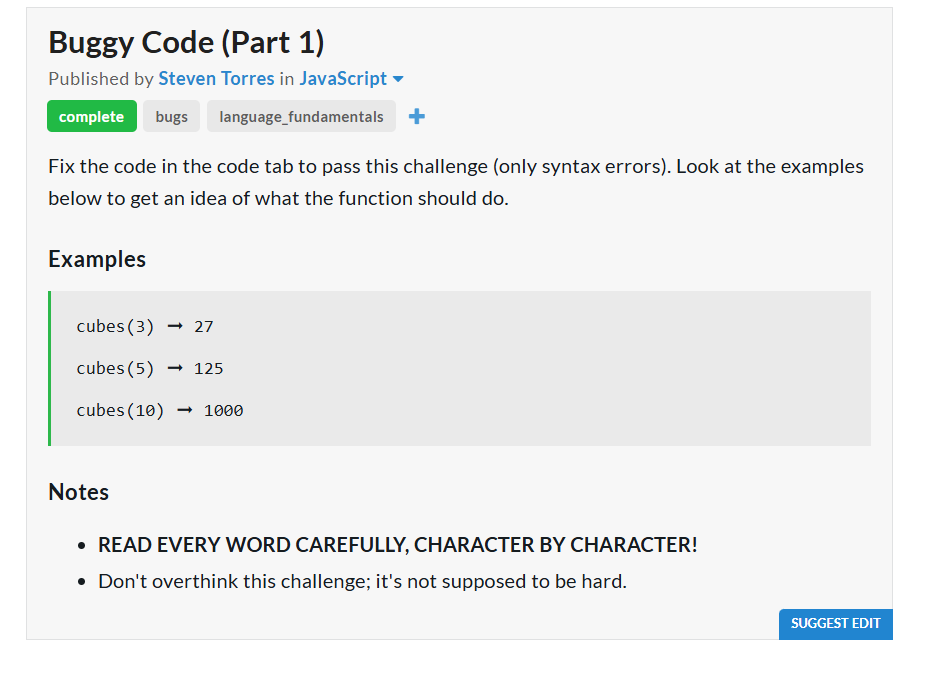 Buggy Code (Part 1)
Published by Steven Torres in JavaScript
complete bugs language_fundamentals
Fix the code in the code tab to pass this challenge (only syntax errors). Look at the examples
below to get an idea of what the function should do.
Examples
cubes(3) ➞ 27
cubes(5) ➞ 125
cubes(10) ➞ 1000
Notes
• READ EVERY WORD CAREFULLY, CHARACTER BY CHARACTER!
• Don't overthink this challenge; it's not supposed to be hard.
SUGGEST EDIT